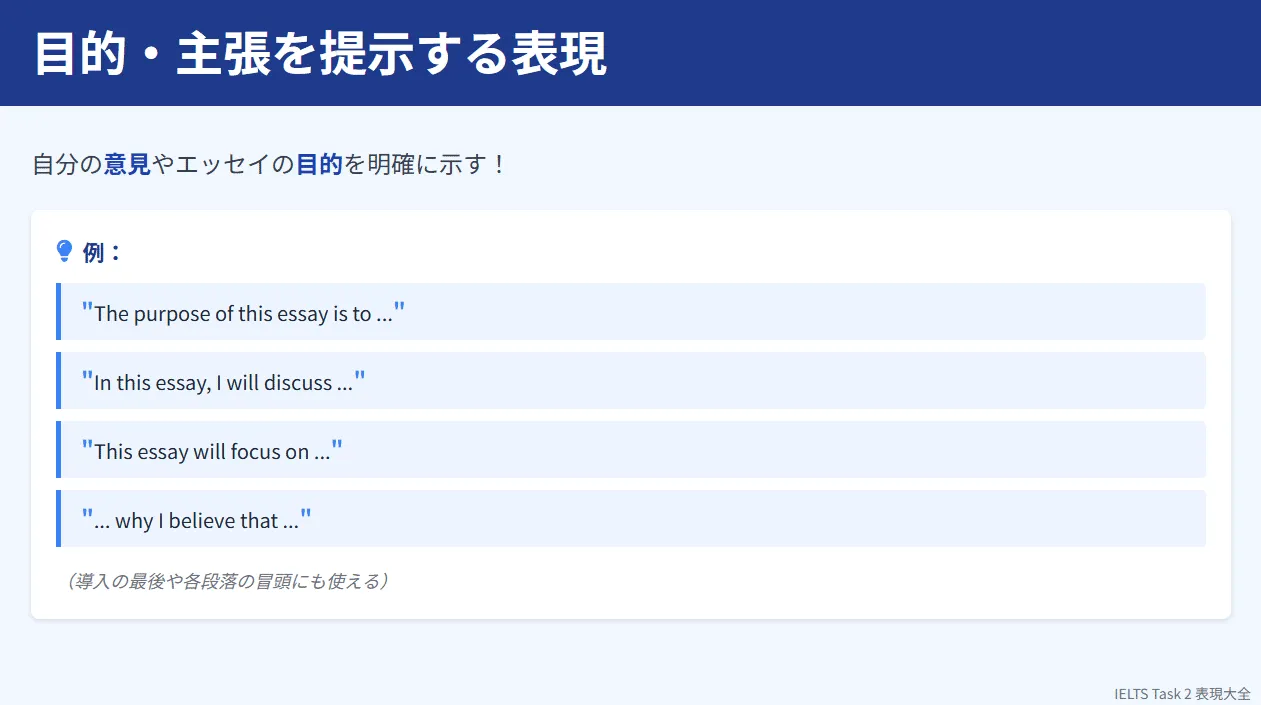 目的・主張を提示する表現
自分の意見やエッセイの目的を明確に示す！
例：
"The purpose of this essay is to ..."
"In this essay, I will discuss ..."
"This essay will focus on ..."
"... why I believe that ..."
（導入の最後や各段落の冒頭にも使える）
IELTS Task 2 表現大全